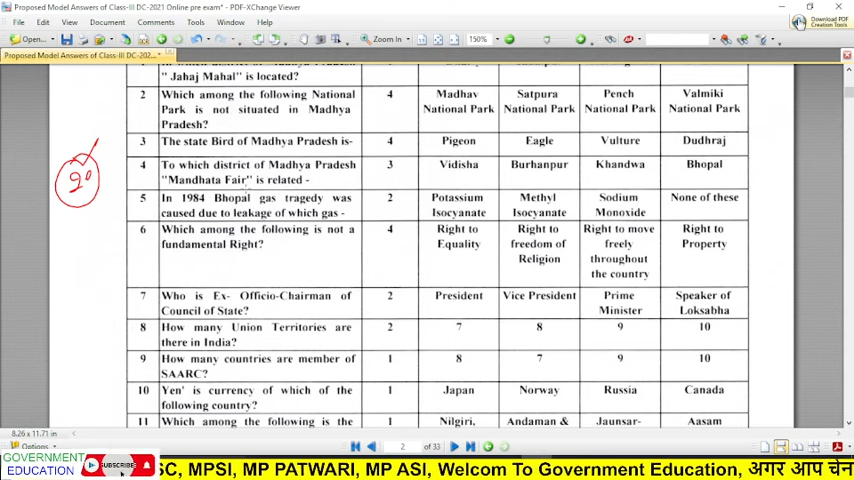 Proposed Model Answers of Class-III DC-2021 Online pre exam* - PDF-XChange Viewer
File Edit View Document Comments Tools Window Help
Download PDF
Creation Tools
Open...
Zoom In
150%
Proposed Model Answers of Class-III DC-202...
" Jahaj Mahal" is located?
2 Which among the following National Park is not situated in Madhya Pradesh? 4 Madhav National Park Satpura National Park Pench National Park Valmiki National Park
3 The state Bird of Madhya Pradesh is- 4 Pigeon Eagle Vulture Dudhraj
4 To which district of Madhya Pradesh "Mandhata Fair" is related - 3 Vidisha Burhanpur Khandwa Bhopal
5 In 1984 Bhopal gas tragedy was caused due to leakage of which gas - 2 Potassium Isocyanate Methyl Isocyanate Sodium Monoxide None of these
6 Which among the following is not a fundamental Right? 4 Right to Equality Right to freedom of Religion Right to move freely throughout the country Right to Property
7 Who is Ex- Officio-Chairman of Council of State? 2 President Vice President Prime Minister Speaker of Loksabha
8 How many Union Territories are there in India? 2 7 8 9 10
9 How many countries are member of SAARC? 1 8 7 9 10
10 Yen' is currency of which of the following country? 1 Japan Norway Russia Canada
11 Which among the following is the 1 Nilgiri, Andaman & Jaunsar- Aasam
8.26 x 11.71 in
Options
2 of 33
GOVERNMENT
EDUCATION
SUBSCRIBE
SC, MPSI, MP PATWARI, MP ASI, Welcom To Government Education, अगर आप चेन